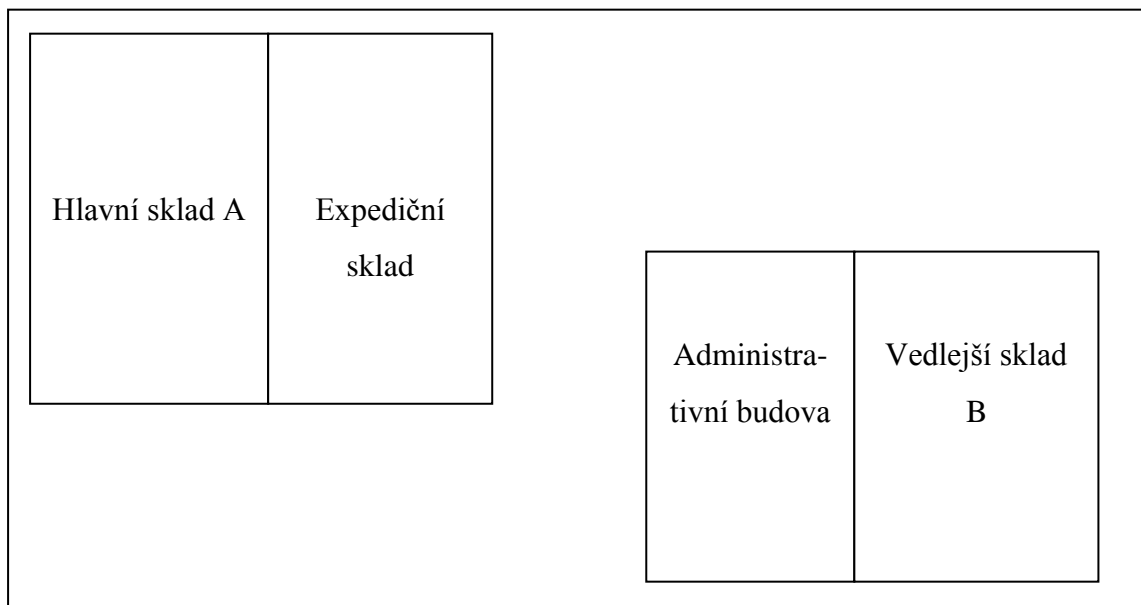 Hlavní sklad A
Expediční
sklad
Administra-
tivní budova
Vedlejší sklad
B